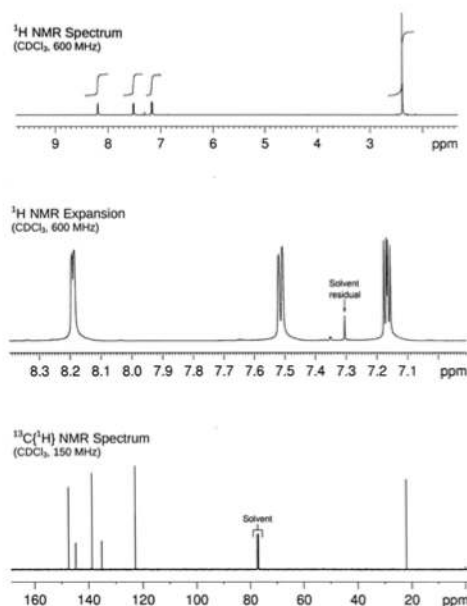 ¹H NMR Spectrum
(CDCl₃, 600 MHz)
9 8 7 6 5 4 3 2 ppm
¹H NMR Expansion
(CDCl₃, 600 MHz)
Solvent
residual
8.3 8.2 8.1 8.0 7.9 7.8 7.7 7.6 7.5 7.4 7.3 7.2 7.1 ppm
¹³C{¹H} NMR Spectrum
(CDCl₃, 150 MHz)
Solvent
160 140 120 100 80 60 40 20 ppm